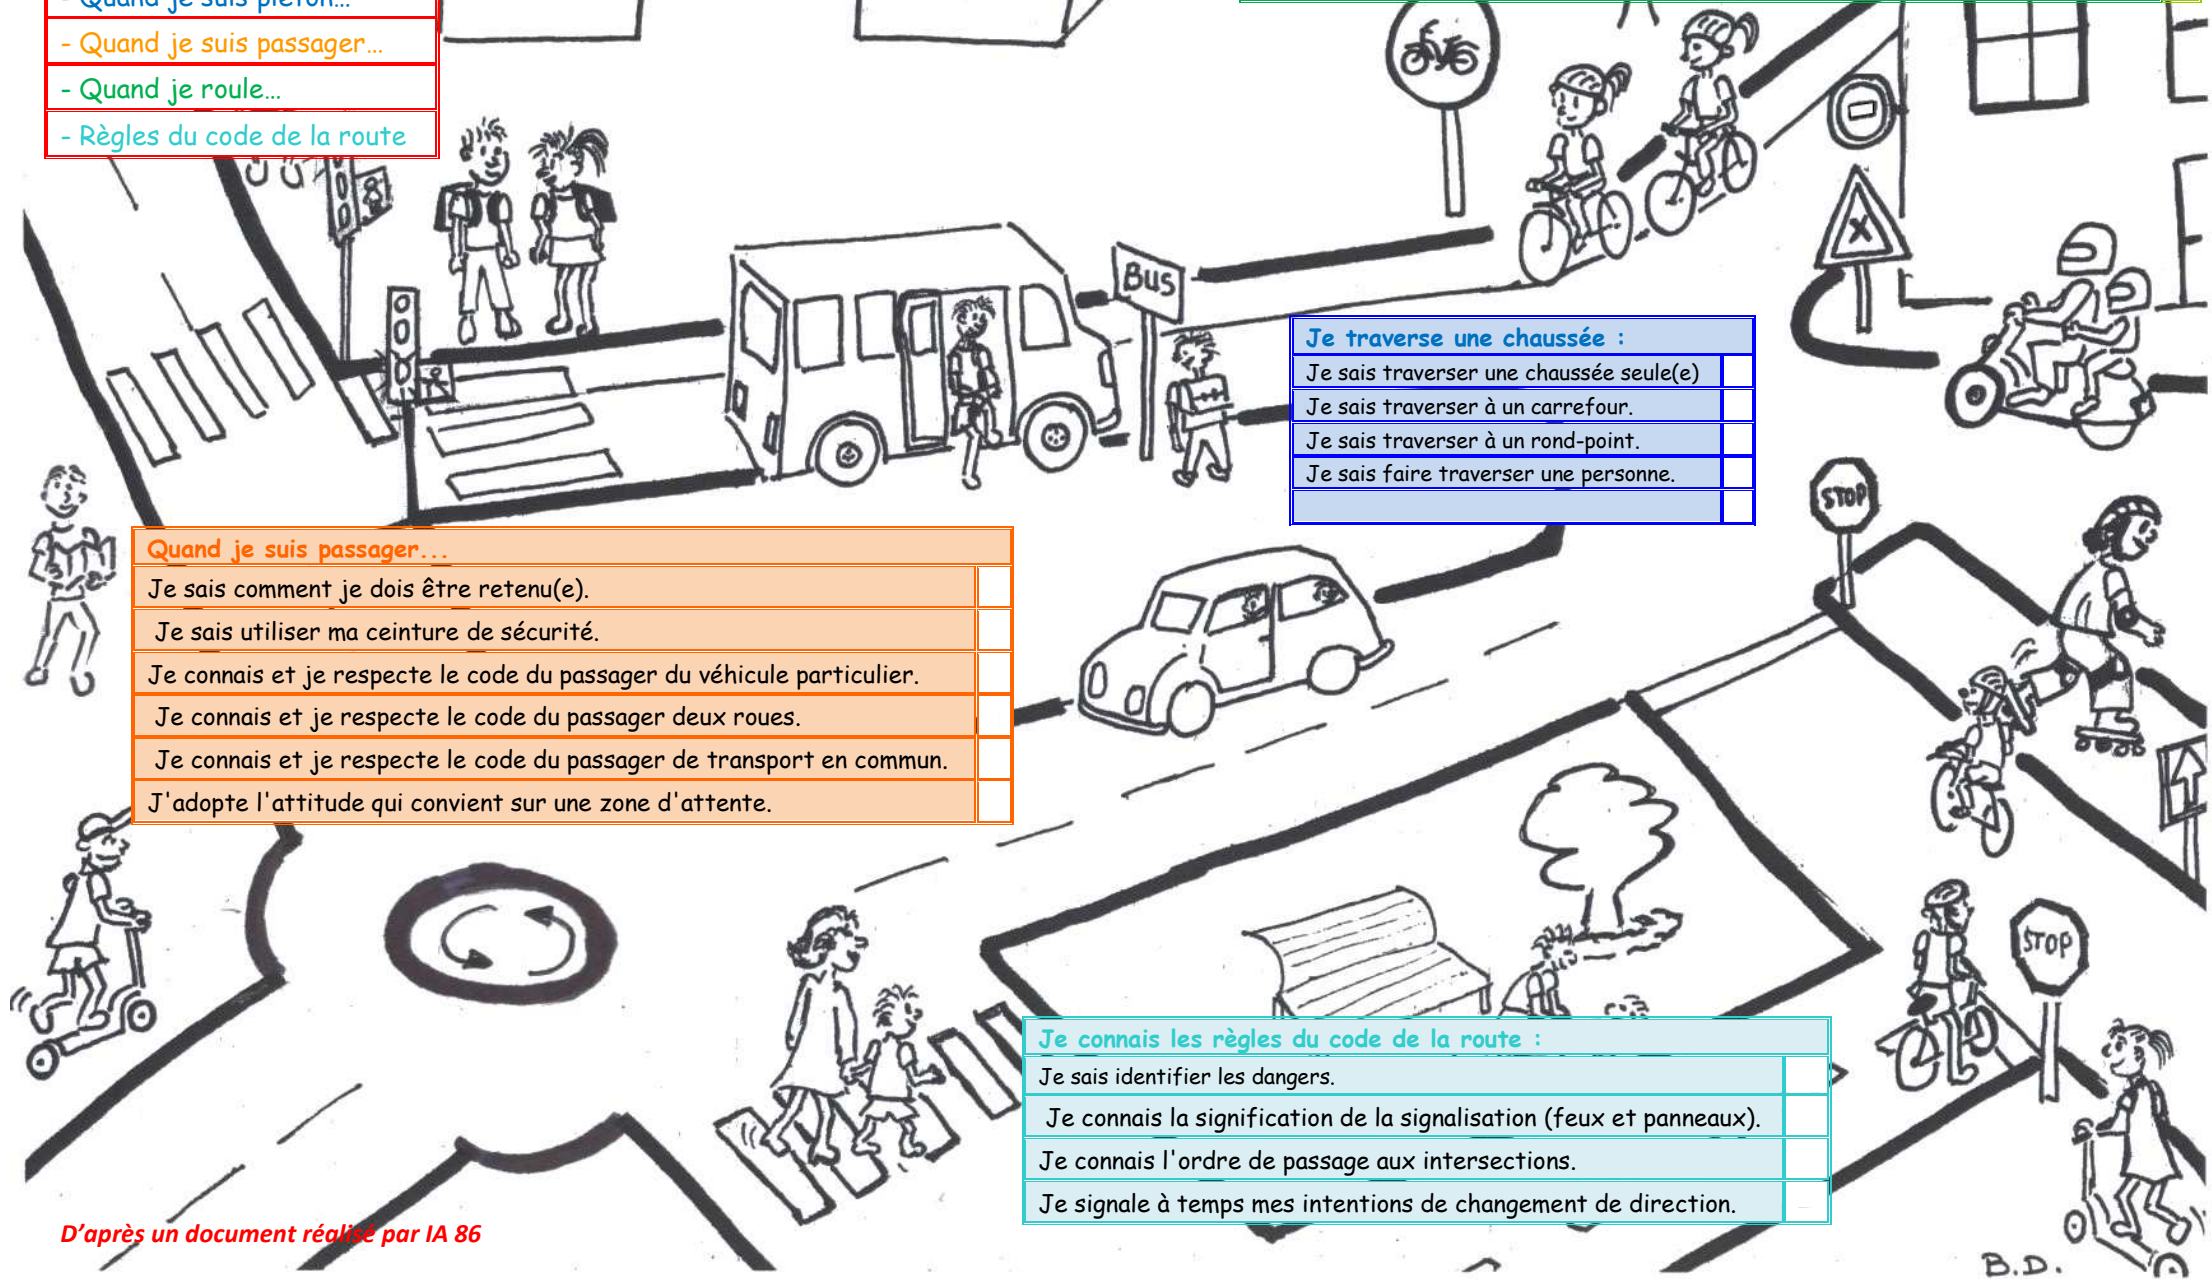 - Quand je suis piéton…
- Quand je suis passager…
- Quand je roule…
- Règles du code de la route
BUS
Je traverse une chaussée :
Je sais traverser une chaussée seule(e)
Je sais traverser à un carrefour.
Je sais traverser à un rond-point.
Je sais faire traverser une personne.
STOP
Quand je suis passager...
Je sais comment je dois être retenu(e).
Je sais utiliser ma ceinture de sécurité.
Je connais et je respecte le code du passager du véhicule particulier.
Je connais et je respecte le code du passager deux roues.
Je connais et je respecte le code du passager de transport en commun.
J'adopte l'attitude qui convient sur une zone d'attente.
STOP
Je connais les règles du code de la route :
Je sais identifier les dangers.
Je connais la signification de la signalisation (feux et panneaux).
Je connais l'ordre de passage aux intersections.
Je signale à temps mes intentions de changement de direction.
D'après un document réalisé par IA 86
B.D.